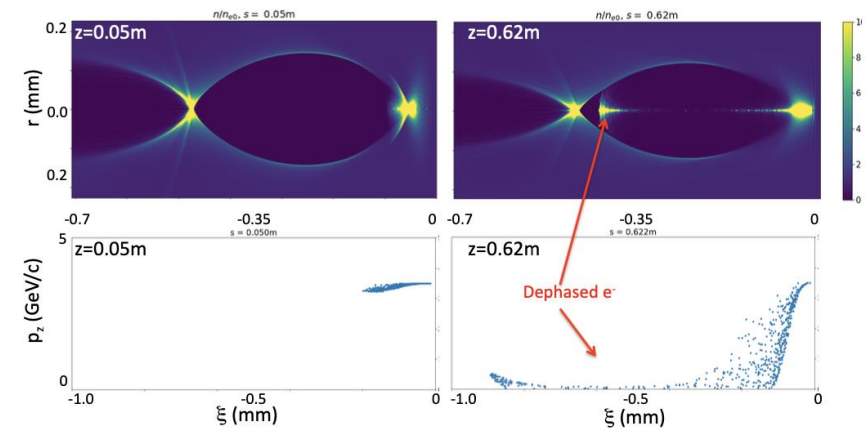 n/n_e0, s = 0.05m
n/n_e0, s = 0.62m
z=0.05m
z=0.62m
r (mm)
0.2
0.0
0.2
10
8
6
4
2
0
-0.7
-0.35
0
-0.7
-0.35
0
s = 0.050m
s = 0.622m
z=0.05m
z=0.62m
p_z (GeV/c)
5
0
Dephased e⁻
-1.0
-0.5
0
-1.0
-0.5
0
ξ (mm)
ξ (mm)